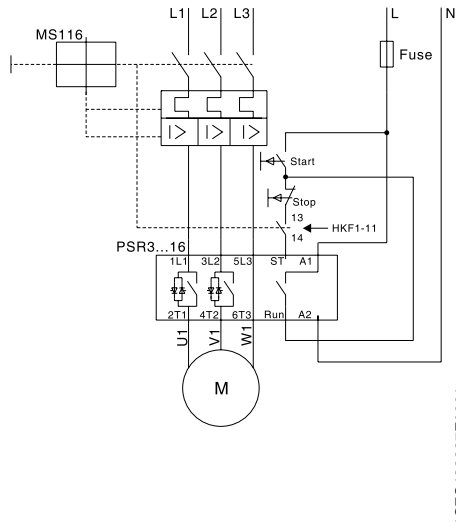 L1 L2 L3 L N
MS116
Fuse
I> I> I>
Start
Stop
13
HKF1-11
14
PSR3...16
1L1 3L2 5L3 ST A1
2T1 4T2 6T3 Run A2
U1 V1 W1
M